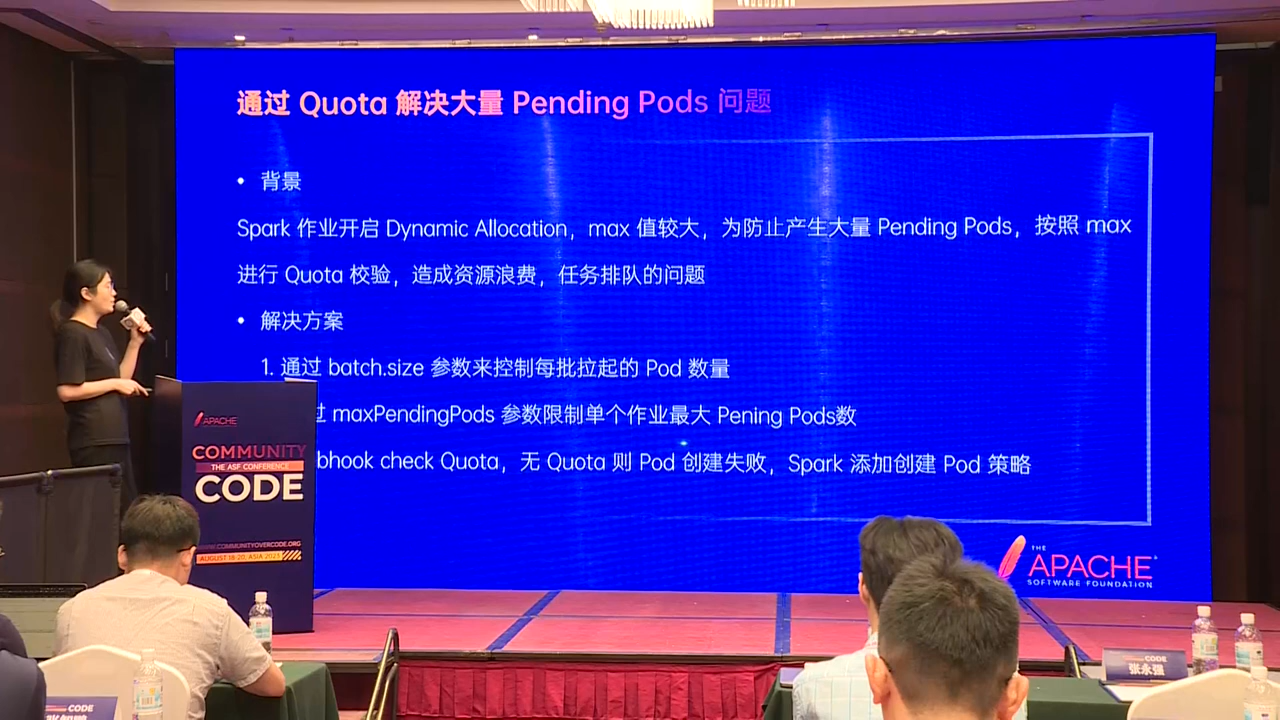 通过 Quota 解决大量 Pending Pods 问题
• 背景
Spark 作业开启 Dynamic Allocation，max 值较大，为防止产生大量 Pending Pods，按照 max
进行 Quota 校验，造成资源浪费，任务排队的问题
• 解决方案
1. 通过 batch.size 参数来控制每批拉起的 Pod 数量
过 maxPendingPods 参数限制单个作业最大 Pening Pods数
bhook check Quota，无 Quota 则 Pod 创建失败，Spark 添加创建 Pod 策略
THE
APACHE
SOFTWARE FOUNDATION
APACHE
COMMUNITY
THE ASF CONFERENCE
CODE
WWW.COMMUNITYOVERCODE.ORG
AUGUST 18-20, ASIA 2023
CODE
张永强
CODE